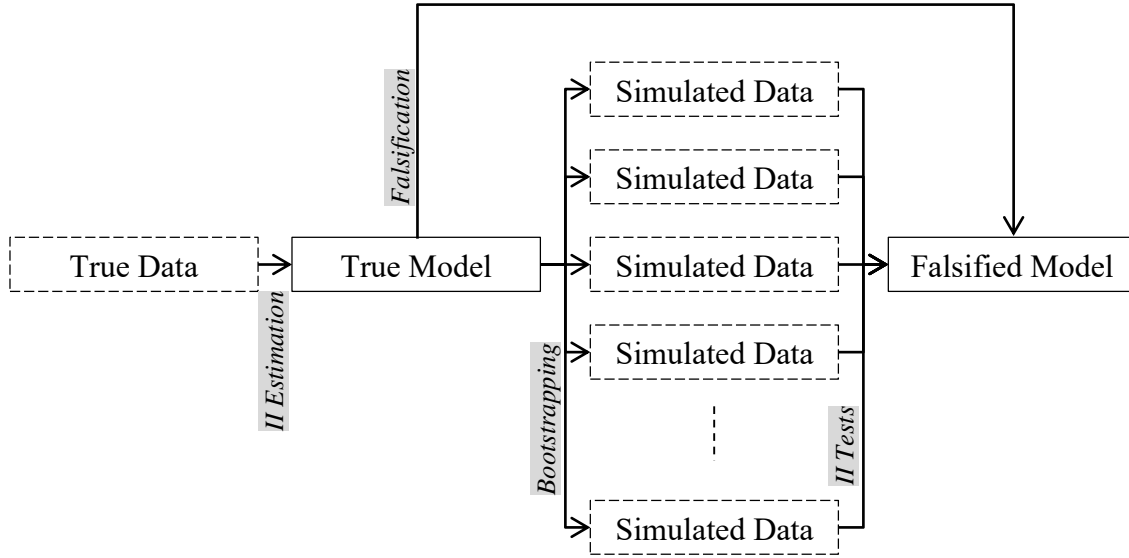 Falsification
Simulated Data
Simulated Data
True Data
True Model
Simulated Data
Falsified Model
II Estimation
Bootstrapping
Simulated Data
II Tests
Simulated Data